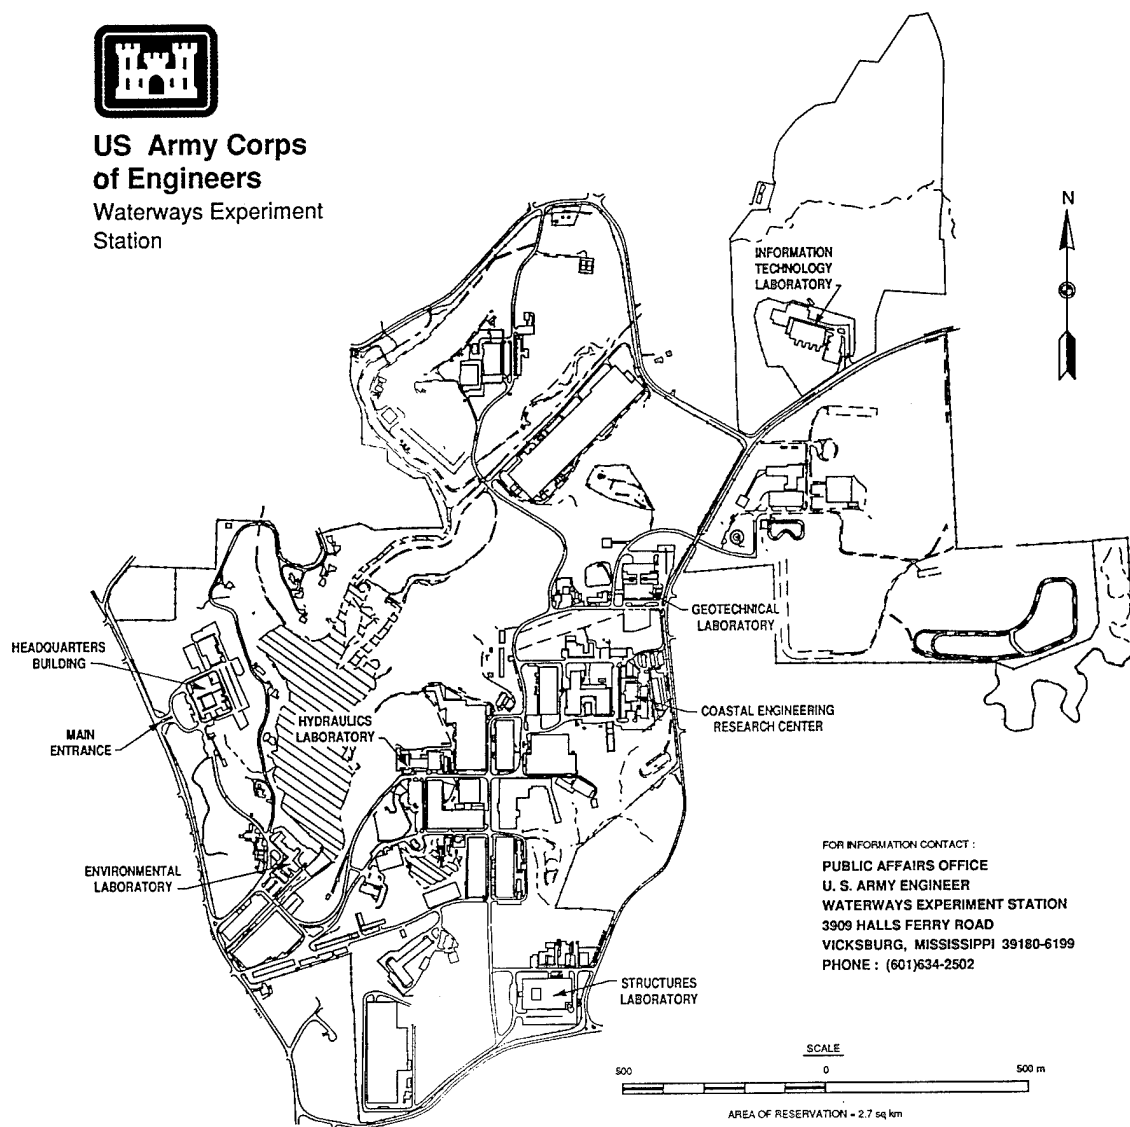 US Army Corps
of Engineers
Waterways Experiment
Station
N
INFORMATION
TECHNOLOGY
LABORATORY
GEOTECHNICAL
LABORATORY
HEADQUARTERS
BUILDING
MAIN
ENTRANCE
HYDRAULICS
LABORATORY
COASTAL ENGINEERING
RESEARCH CENTER
ENVIRONMENTAL
LABORATORY
STRUCTURES
LABORATORY
FOR INFORMATION CONTACT :
PUBLIC AFFAIRS OFFICE
U. S. ARMY ENGINEER
WATERWAYS EXPERIMENT STATION
3909 HALLS FERRY ROAD
VICKSBURG, MISSISSIPPI 39180-6199
PHONE : (601)634-2502
SCALE
500 0 500 m
AREA OF RESERVATION = 2.7 sq km